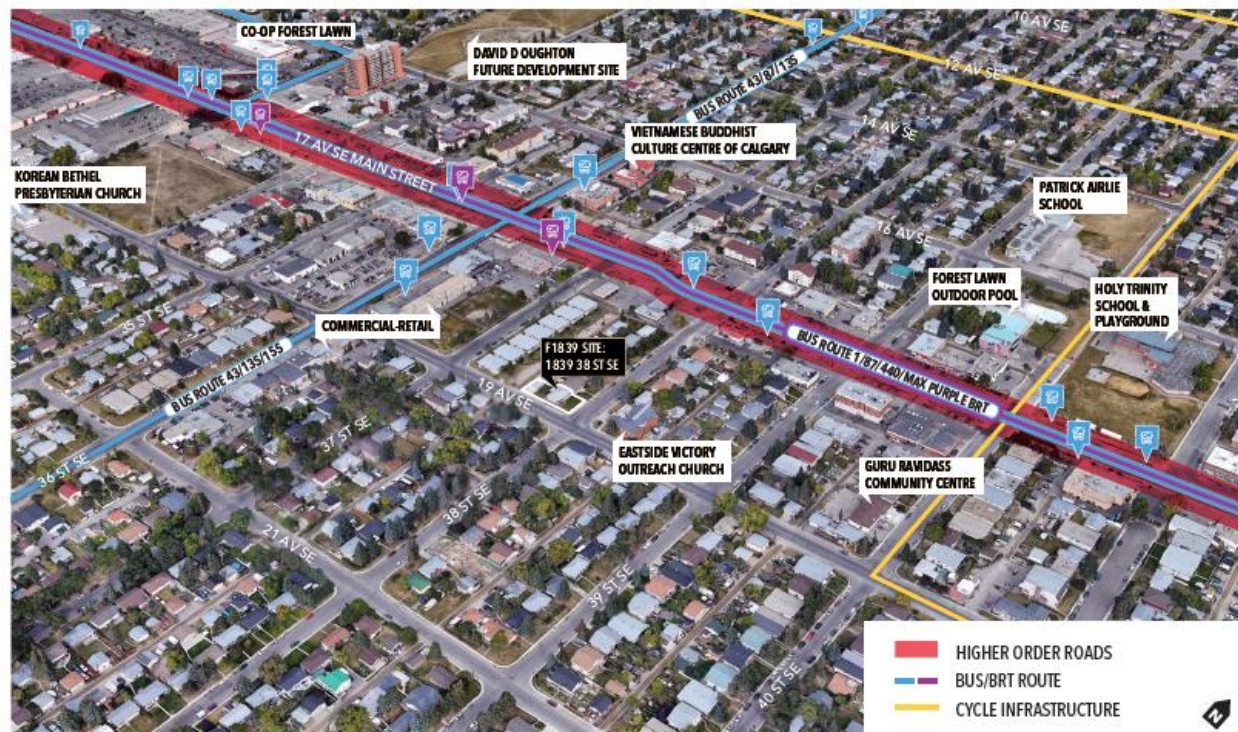 CO-OP FOREST LAWN
DAVID D OUGHTON
FUTURE DEVELOPMENT SITE
10 AV SE
12 AV SE
14 AV SE
BUS ROUTE 43/87/135
VIETNAMESE BUDDHIST
CULTURE CENTRE OF CALGARY
17 AV SE MAIN STREET
KOREAN BETHEL
PRESBYTERIAN CHURCH
PATRICK AIRLIE
SCHOOL
16 AV SE
FOREST LAWN
OUTDOOR POOL
HOLY TRINITY
SCHOOL &
PLAYGROUND
35 ST SE
COMMERCIAL-RETAIL
F1839 SITE:
1839 38 ST SE
BUS ROUTE 43/135/155
BUS ROUTE 1/87/440/MAX PURPLE BRT
19 AV SE
37 ST SE
36 ST SE
EASTSIDE VICTORY
OUTREACH CHURCH
GURU RAVIDASS
COMMUNITY CENTRE
38 ST SE
21 AV SE
39 ST SE
40 ST SE
HIGHER ORDER ROADS
BUS/BRT ROUTE
CYCLE INFRASTRUCTURE
N